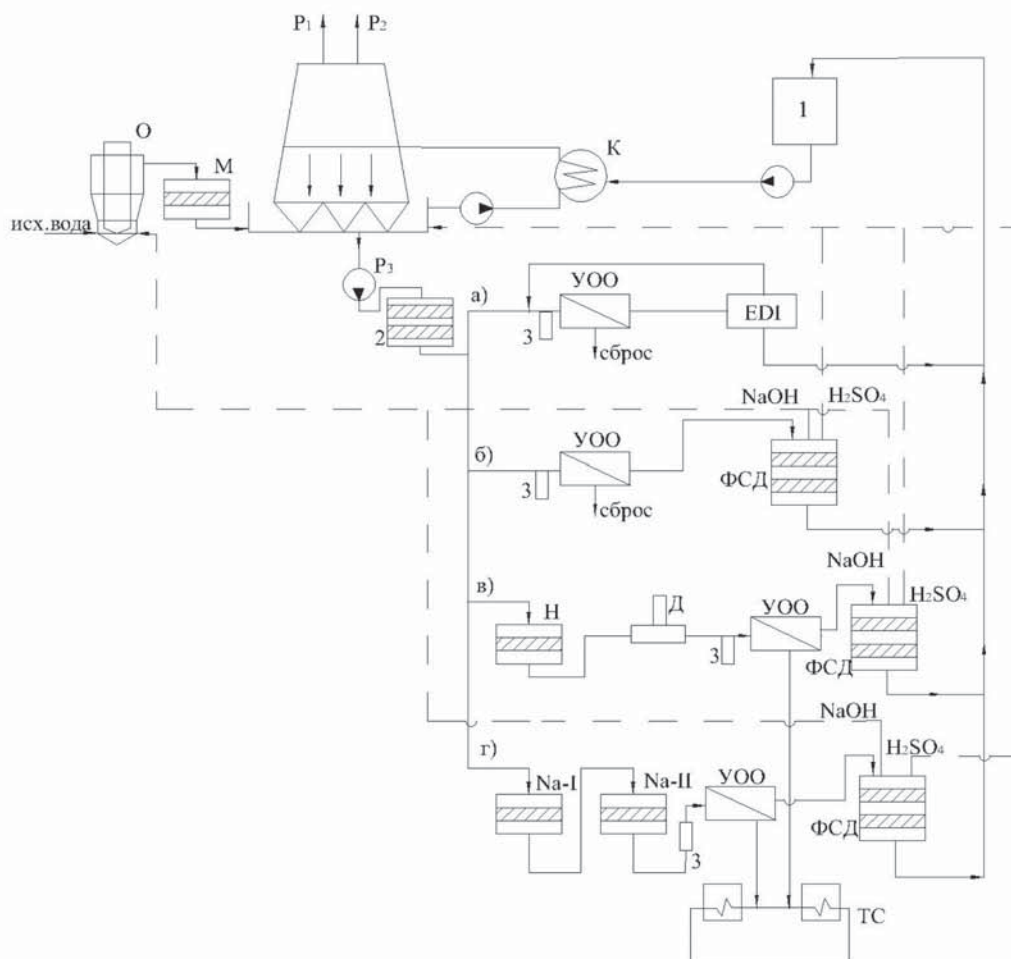 P₁ P₂
О
М
К
1
исх.вода
P₃
2
а)
3
УОО
сброс
EDI
NaOH
H₂SO₄
б)
3
УОО
сброс
ФСД
NaOH
H₂SO₄
в)
Н
Д
3
УОО
ФСД
NaOH
H₂SO₄
г)
Na-I
Na-II
3
УОО
ФСД
ТС